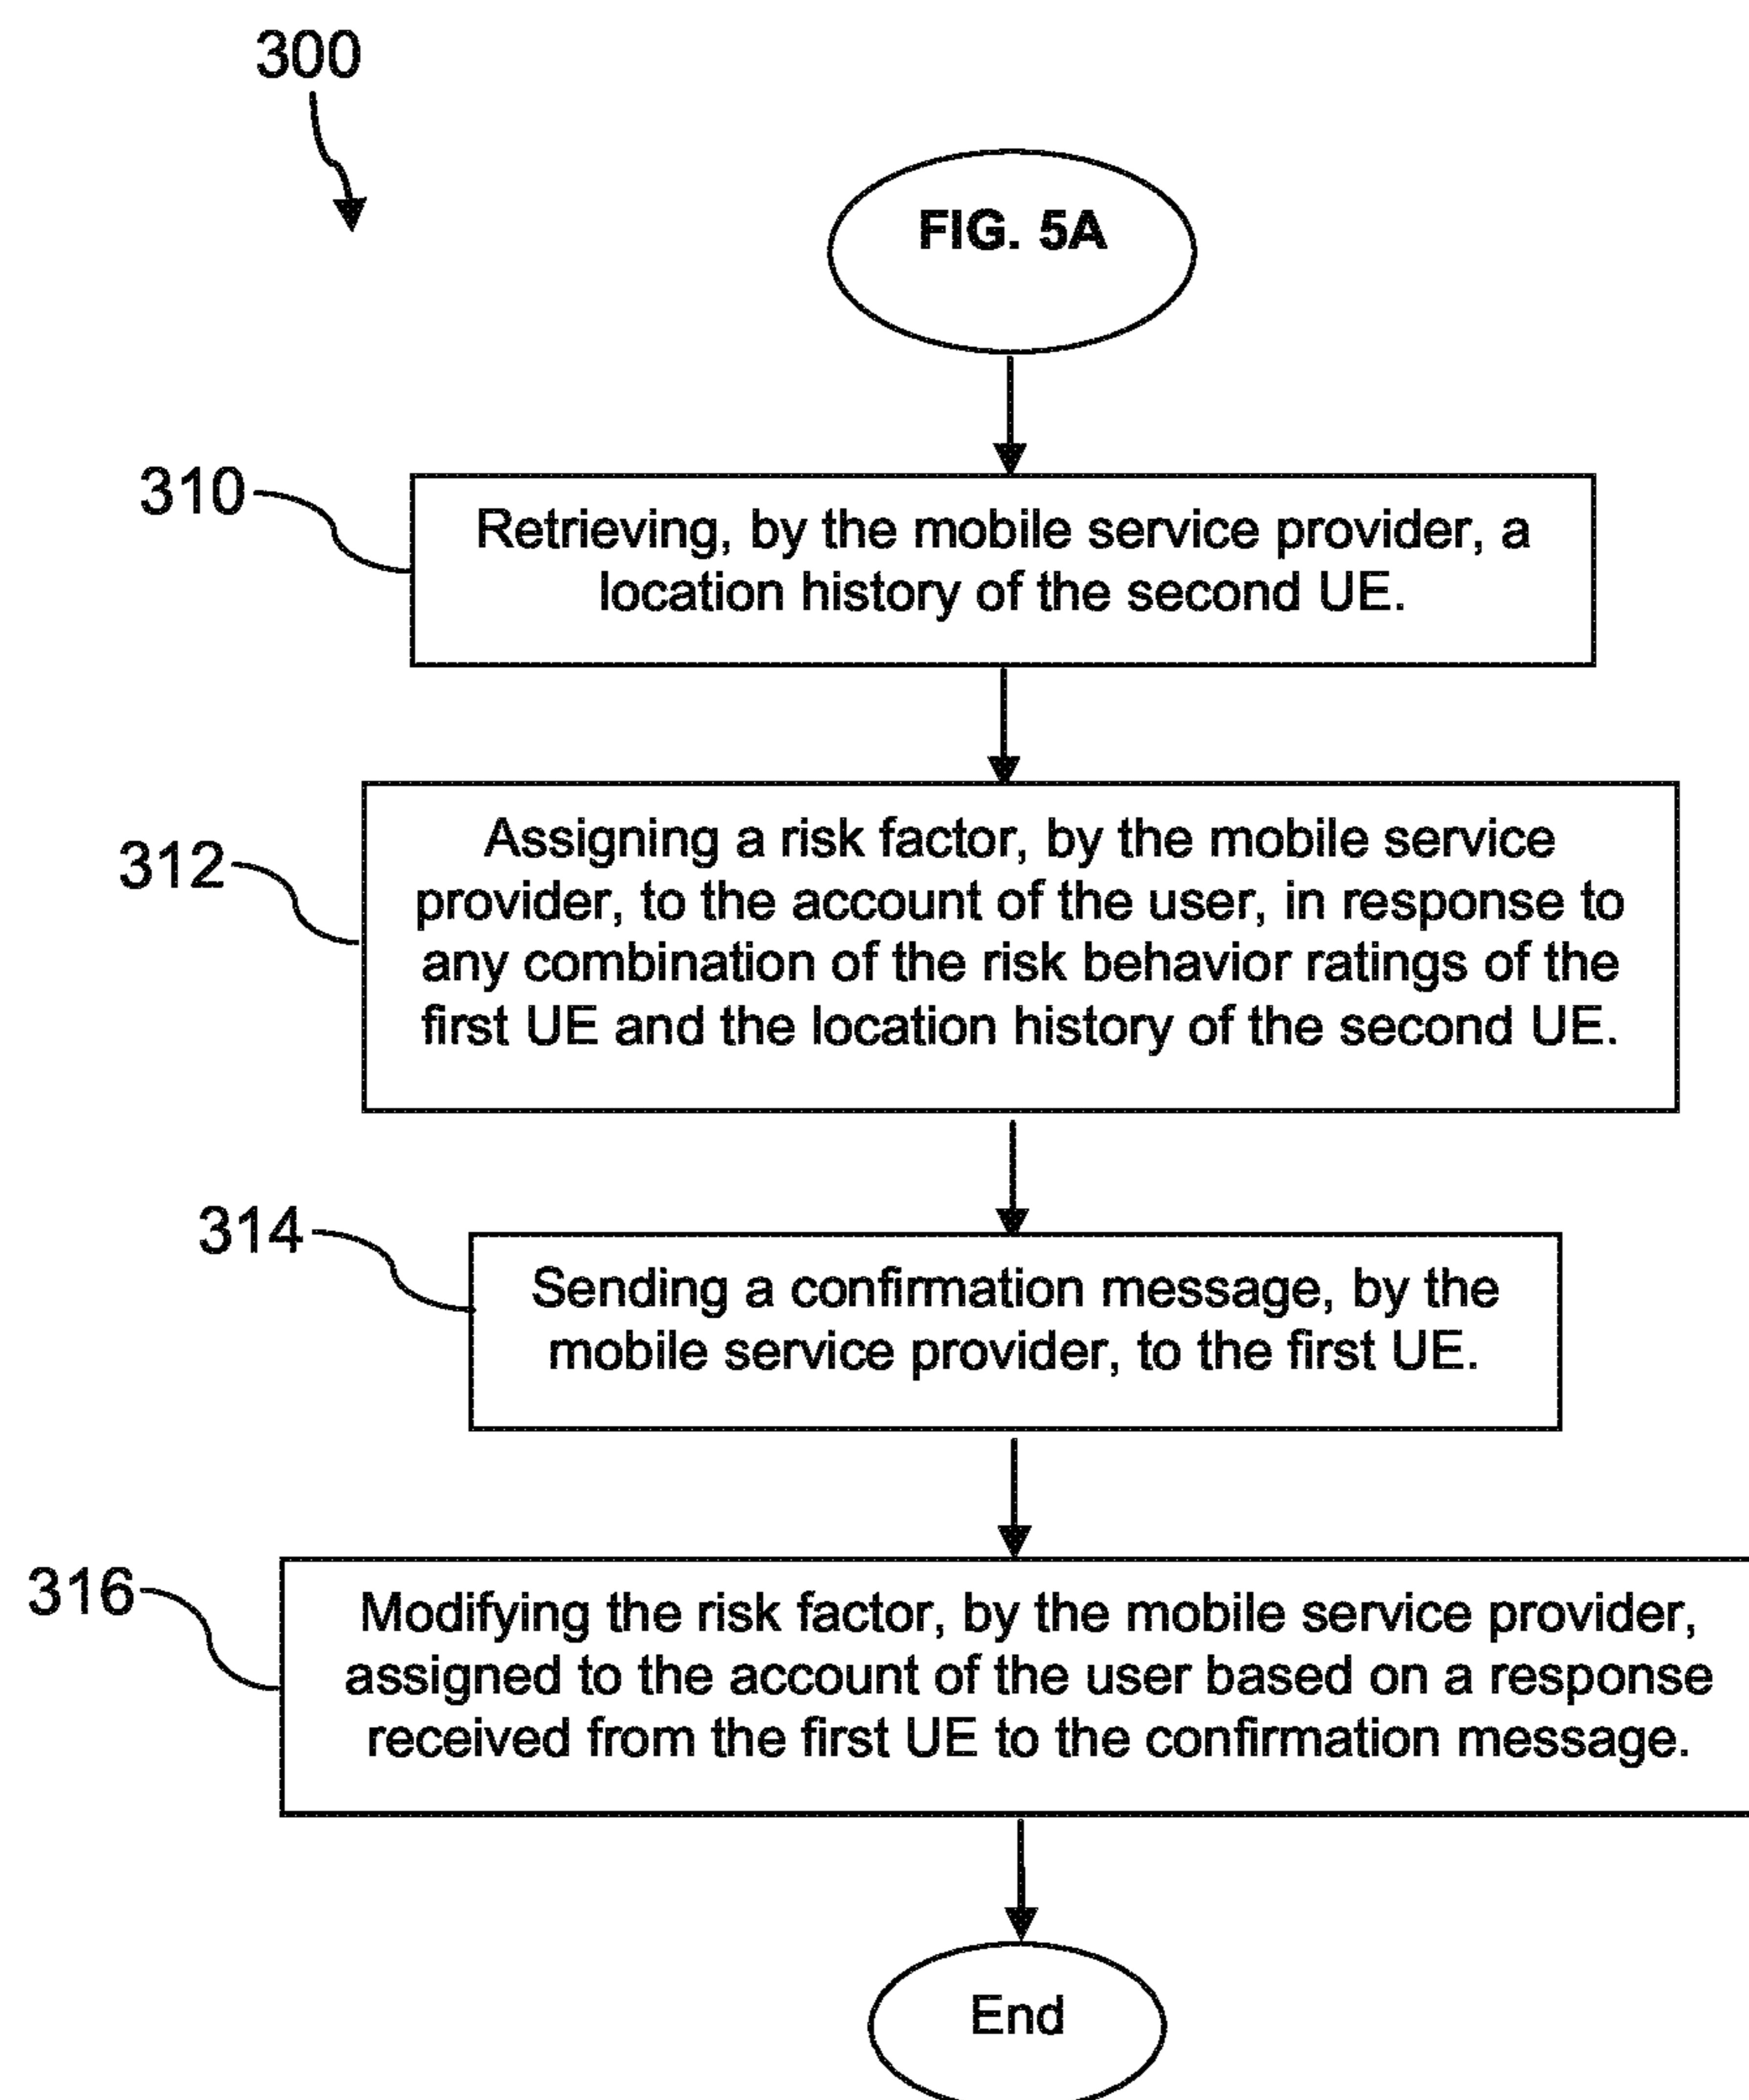 300
FIG. 5A
310
Retrieving, by the mobile service provider, a
location history of the second UE.
312
Assigning a risk factor, by the mobile service
provider, to the account of the user, in response to
any combination of the risk behavior ratings of the
first UE and the location history of the second UE.
314
Sending a confirmation message, by the
mobile service provider, to the first UE.
316
Modifying the risk factor, by the mobile service provider,
assigned to the account of the user based on a response
received from the first UE to the confirmation message.
End